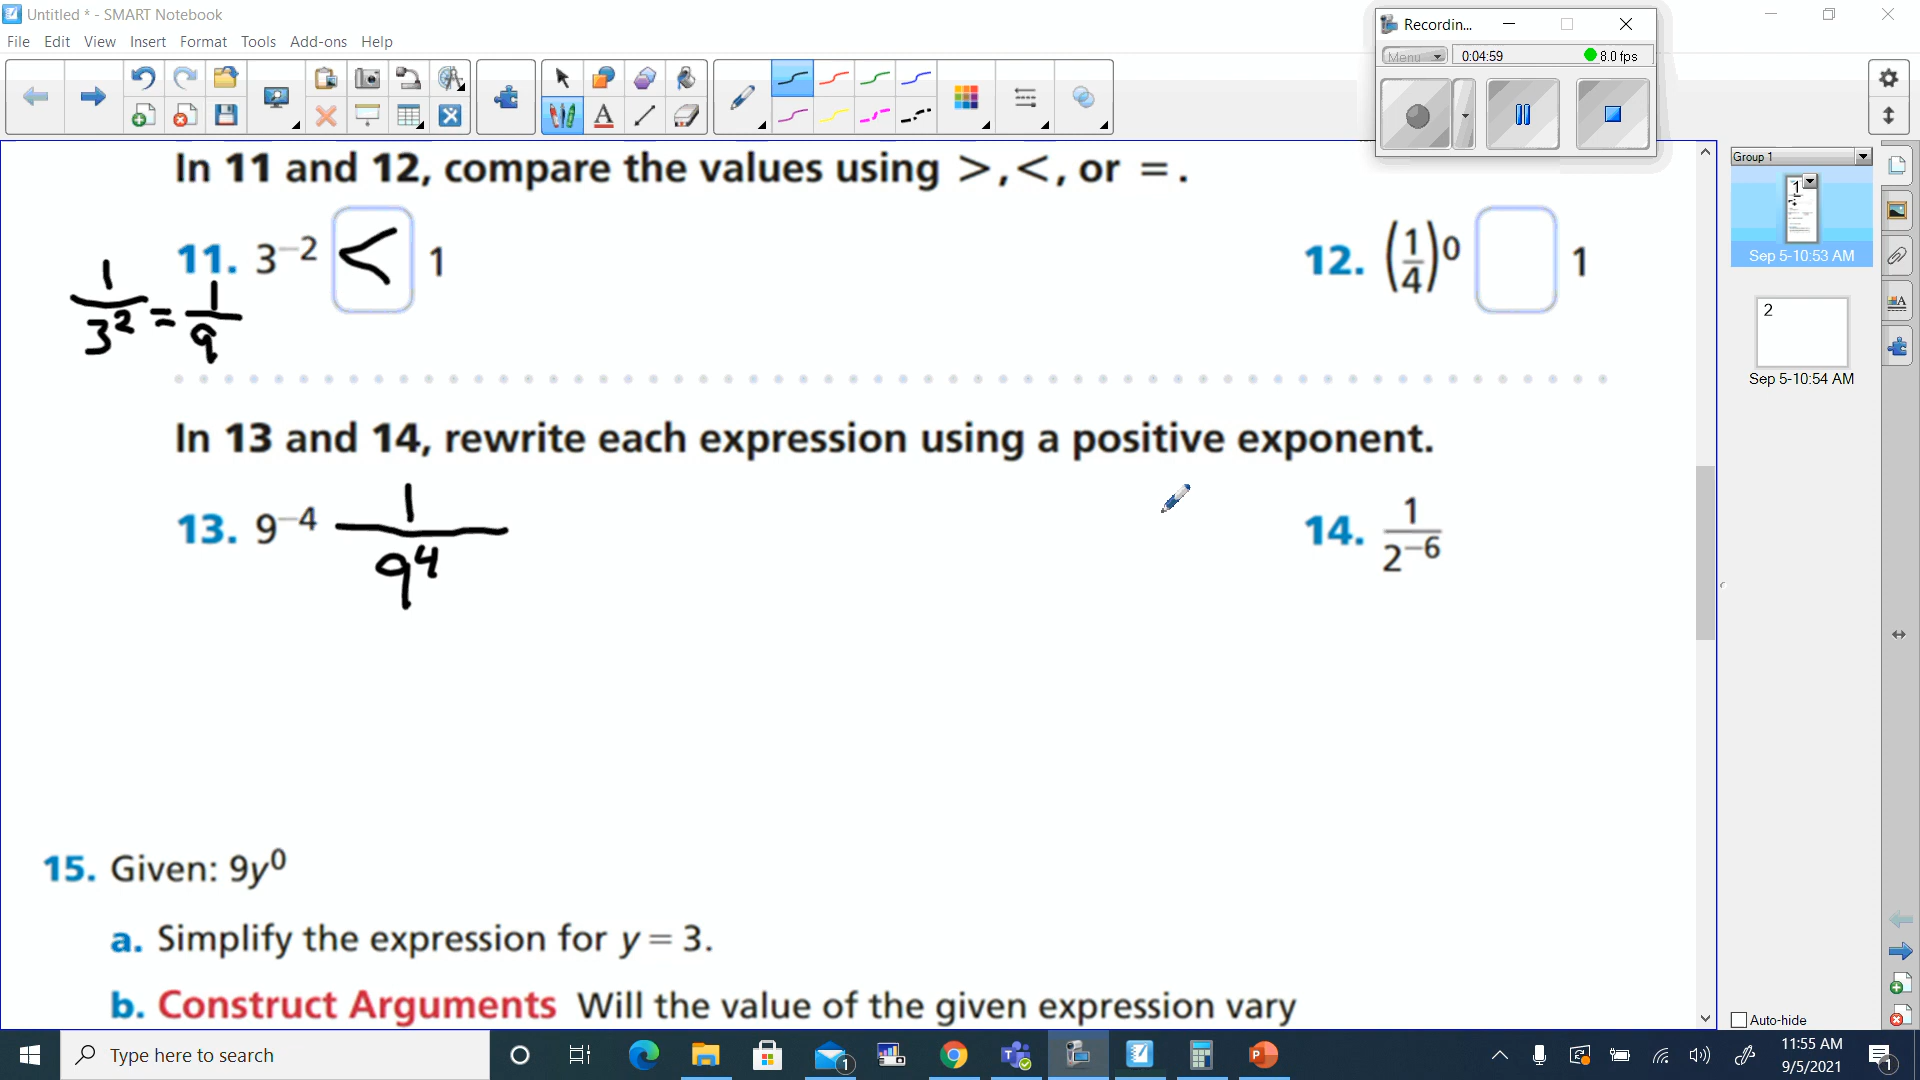 Untitled * - SMART Notebook
File Edit View Insert Format Tools Add-ons Help
Recordin...
Menu 0:04:59 8.0 fps
In 11 and 12, compare the values using >, <, or =.
11. 3⁻² < 1
12. (1/4)⁰ 1
1/3² = 1/9
In 13 and 14, rewrite each expression using a positive exponent.
13. 9⁻⁴ 1/9⁴
14. 1/2⁻⁶
15. Given: 9y⁰
a. Simplify the expression for y = 3.
b. Construct Arguments Will the value of the given expression vary
Group 1
1
Sep 5-10:53 AM
2
Sep 5-10:54 AM
Auto-hide
Type here to search
1
11:55 AM
9/5/2021
1